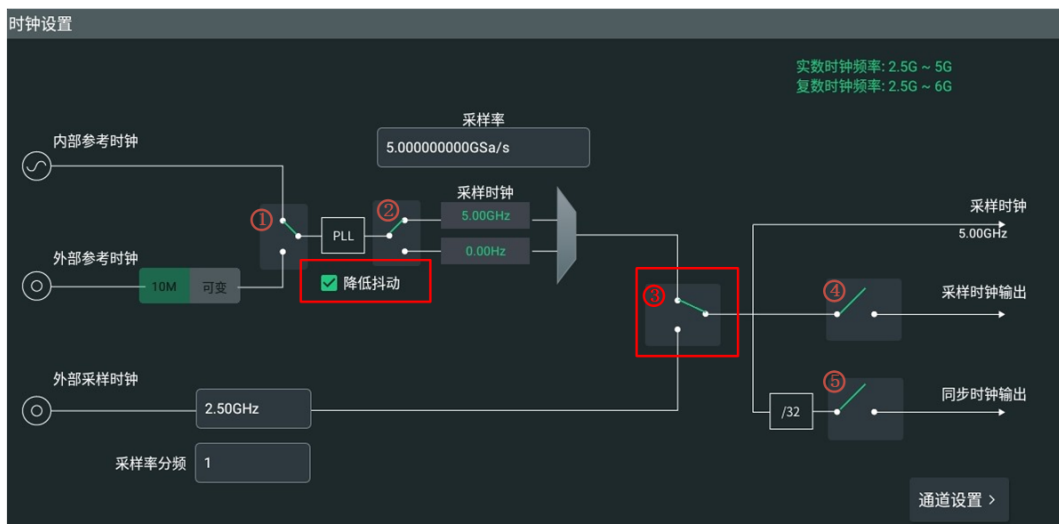 时钟设置
实数时钟频率: 2.5G ~ 5G
复数时钟频率: 2.5G ~ 6G
采样率
5.000000000GSa/s
内部参考时钟
①
PLL
②
采样时钟
5.00GHz
0.00Hz
外部参考时钟
10M 可变
降低抖动
③
采样时钟
5.00GHz
④
采样时钟输出
外部采样时钟
2.50GHz
采样率分频 1
/32
⑤
同步时钟输出
通道设置 >